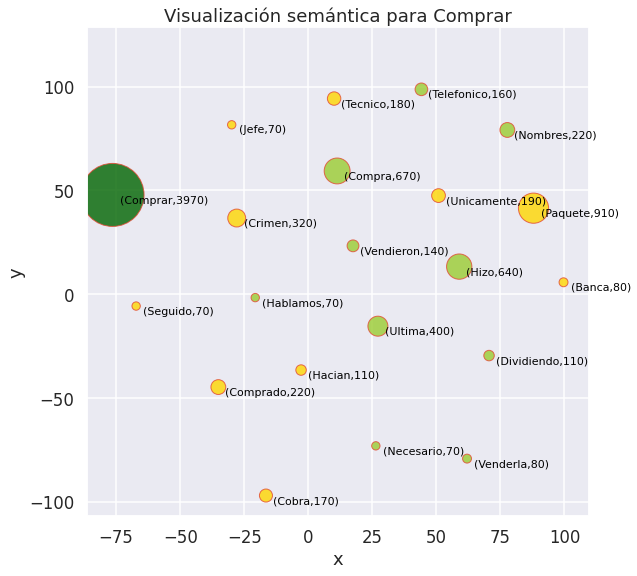 Visualización semántica para Comprar
100
50
0
−50
−100
y
(Telefonico,160)
(Tecnico,180)
(Jefe,70)
(Nombres,220)
(Compra,670)
(Comprar,3970)
(Unicamente,190)
(Paquete,910)
(Crimen,320)
(Vendieron,140)
(Hizo,640)
(Banca,80)
(Hablamos,70)
(Seguido,70)
(Ultima,400)
(Dividiendo,110)
(Hacian,110)
(Comprado,220)
(Necesario,70)
(Venderla,80)
(Cobra,170)
−75
−50
−25
0
25
50
75
100
x